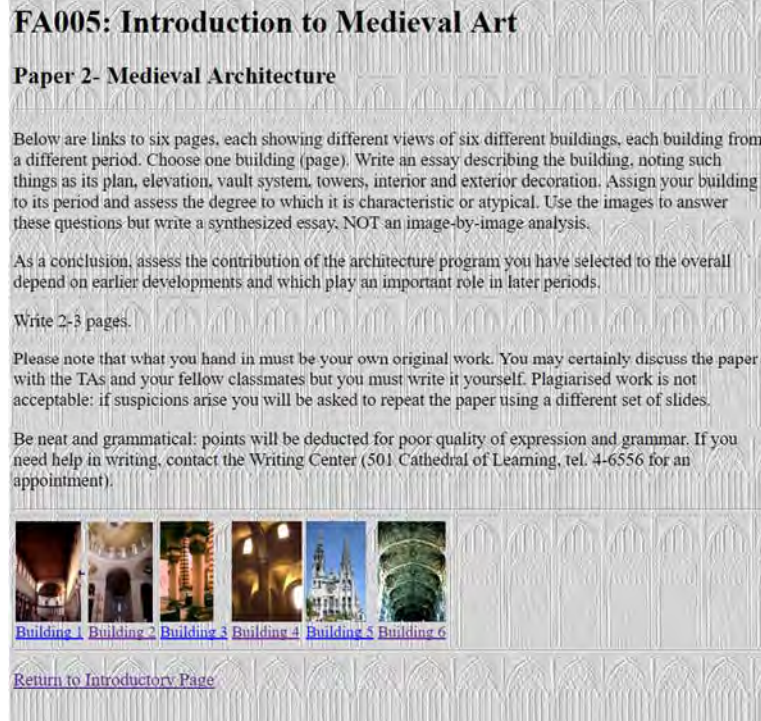 FA005: Introduction to Medieval Art
Paper 2- Medieval Architecture
Below are links to six pages, each showing different views of six different buildings, each building from
a different period. Choose one building (page). Write an essay describing the building, noting such
things as its plan, elevation, vault system, towers, interior and exterior decoration. Assign your building
to its period and assess the degree to which it is characteristic or atypical. Use the images to answer
these questions but write a synthesized essay, NOT an image-by-image analysis.
As a conclusion, assess the contribution of the architecture program you have selected to the overall
depend on earlier developments and which play an important role in later periods.
Write 2-3 pages.
Please note that what you hand in must be your own original work. You may certainly discuss the paper
with the TAs and your fellow classmates but you must write it yourself. Plagiarised work is not
acceptable: if suspicions arise you will be asked to repeat the paper using a different set of slides.
Be neat and grammatical: points will be deducted for poor quality of expression and grammar. If you
need help in writing, contact the Writing Center (501 Cathedral of Learning, tel. 4-6556 for an
appointment).
Building 1 Building 2 Building 3 Building 4 Building 5 Building 6
Return to Introductory Page